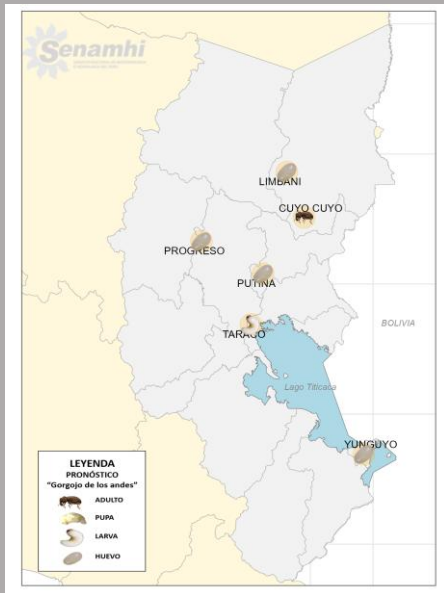 Senamhi
LIMBANI
CUYO CUYO
PROGRESO
PUTINA
TARACO
BOLIVIA
Lago Titicaca
YUNGUYO
LEYENDA
PRONÓSTICO
"Gorgojo de los andes"
ADULTO
PUPA
LARVA
HUEVO